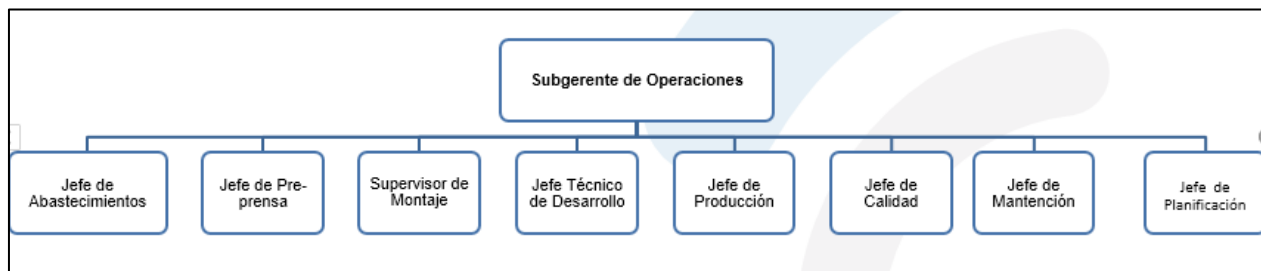 Subgerente de Operaciones
Jefe de
Abastecimientos
Jefe de Pre-
prensa
Supervisor de
Montaje
Jefe Técnico
de Desarrollo
Jefe de
Producción
Jefe de
Calidad
Jefe de
Mantención
Jefe de
Planificación